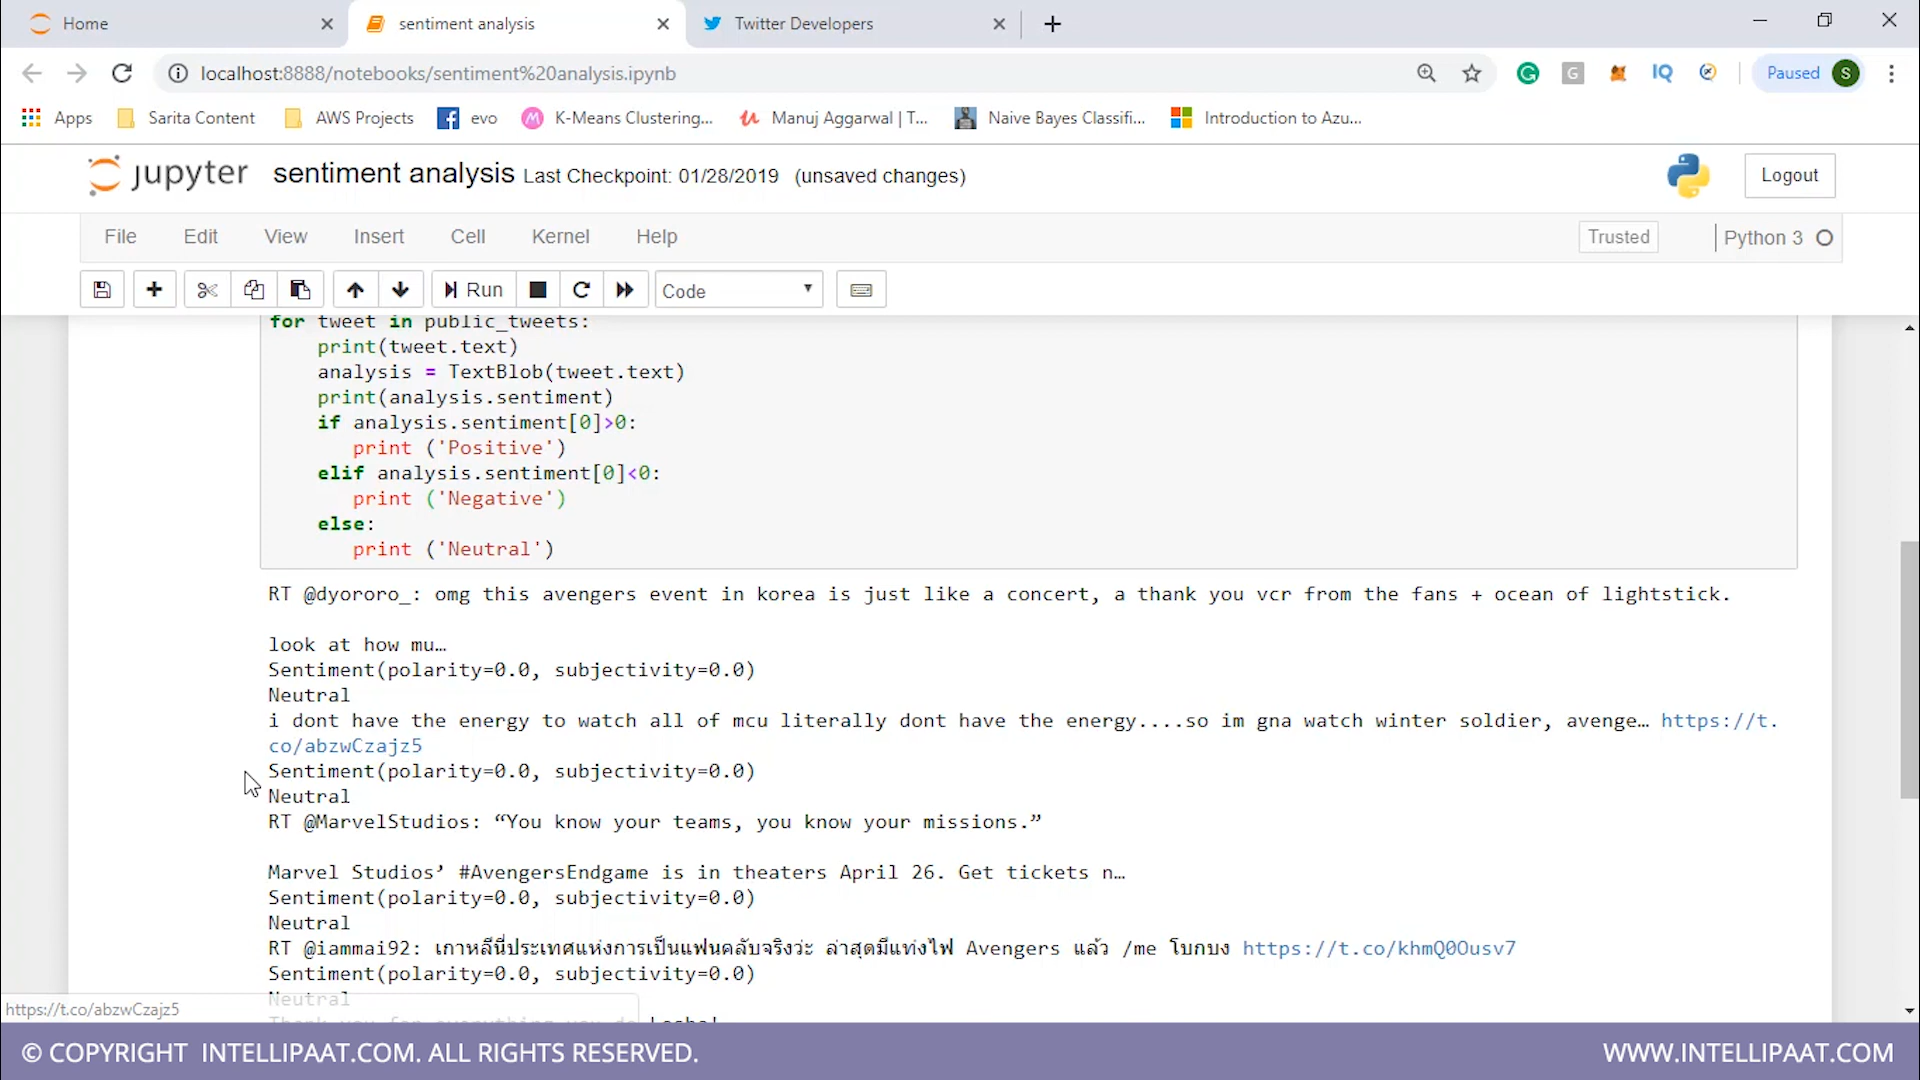 Home
sentiment analysis
Twitter Developers
localhost:8888/notebooks/sentiment%20analysis.ipynb
G
IQ
Paused
S
Apps
Sarita Content
AWS Projects
evo
K-Means Clustering...
Manuj Aggarwal | T...
Naive Bayes Classifi...
Introduction to Azu...
jupyter
sentiment analysis Last Checkpoint: 01/28/2019 (unsaved changes)
Logout
File
Edit
View
Insert
Cell
Kernel
Help
Trusted
Python 3
Run
Code
for tweet in public_tweets:
print(tweet.text)
analysis = TextBlob(tweet.text)
print(analysis.sentiment)
if analysis.sentiment[0]>0:
print ('Positive')
elif analysis.sentiment[0]<0:
print ('Negative')
else:
print ('Neutral')
RT @dyororo_: omg this avengers event in korea is just like a concert, a thank you vcr from the fans + ocean of lightstick.
look at how mu…
Sentiment(polarity=0.0, subjectivity=0.0)
Neutral
i dont have the energy to watch all of mcu literally dont have the energy....so im gna watch winter soldier, avenge… https://t.
co/abzwCzajz5
Sentiment(polarity=0.0, subjectivity=0.0)
Neutral
RT @MarvelStudios: “You know your teams, you know your missions.”
Marvel Studios’ #AvengersEndgame is in theaters April 26. Get tickets n…
Sentiment(polarity=0.0, subjectivity=0.0)
Neutral
RT @iammai92: เกาหลีนี่ประเทศแห่งการเป็นแฟนคลับจริงว่ะ ล่าสุดมีแท่งไฟ Avengers แล้ว /me โบกบง https://t.co/khmQ0Ousv7
Sentiment(polarity=0.0, subjectivity=0.0)
Neutral
https://t.co/abzwCzajz5
© COPYRIGHT INTELLIPAAT.COM. ALL RIGHTS RESERVED.
WWW.INTELLIPAAT.COM